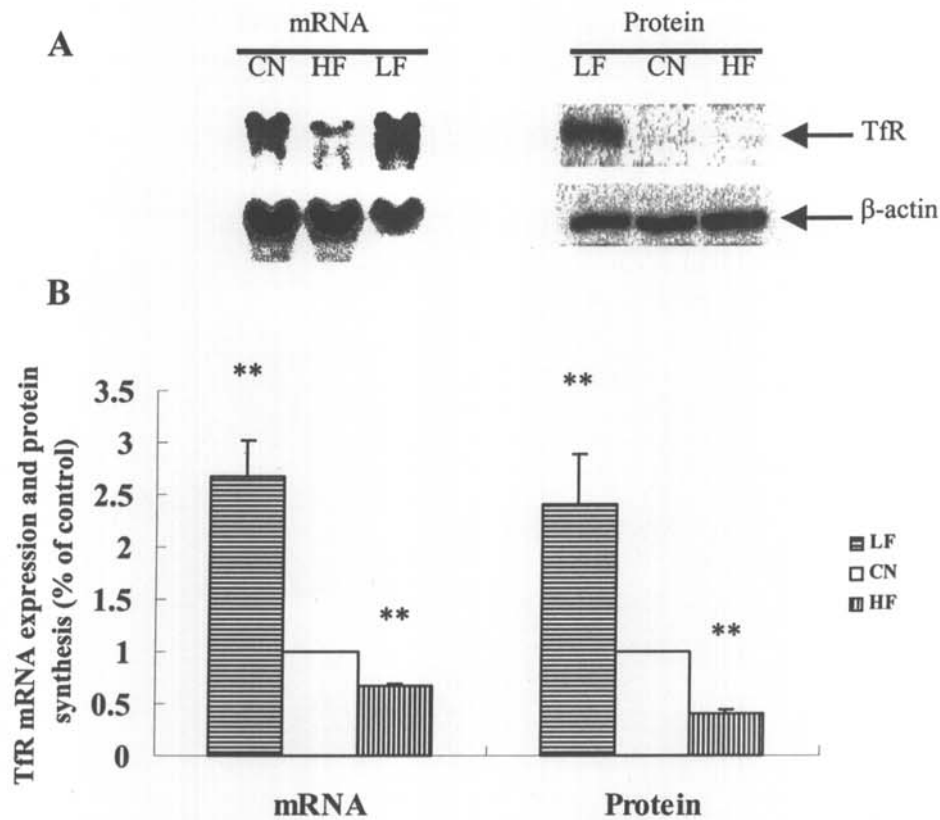 A
mRNA
CN HF LF
Protein
LF CN HF
TfR
β-actin
B
TfR mRNA expression and protein
synthesis (% of control)
3.5
3
2.5
2
1.5
1
0.5
0
**
**
**
**
LF
CN
HF
mRNA
Protein